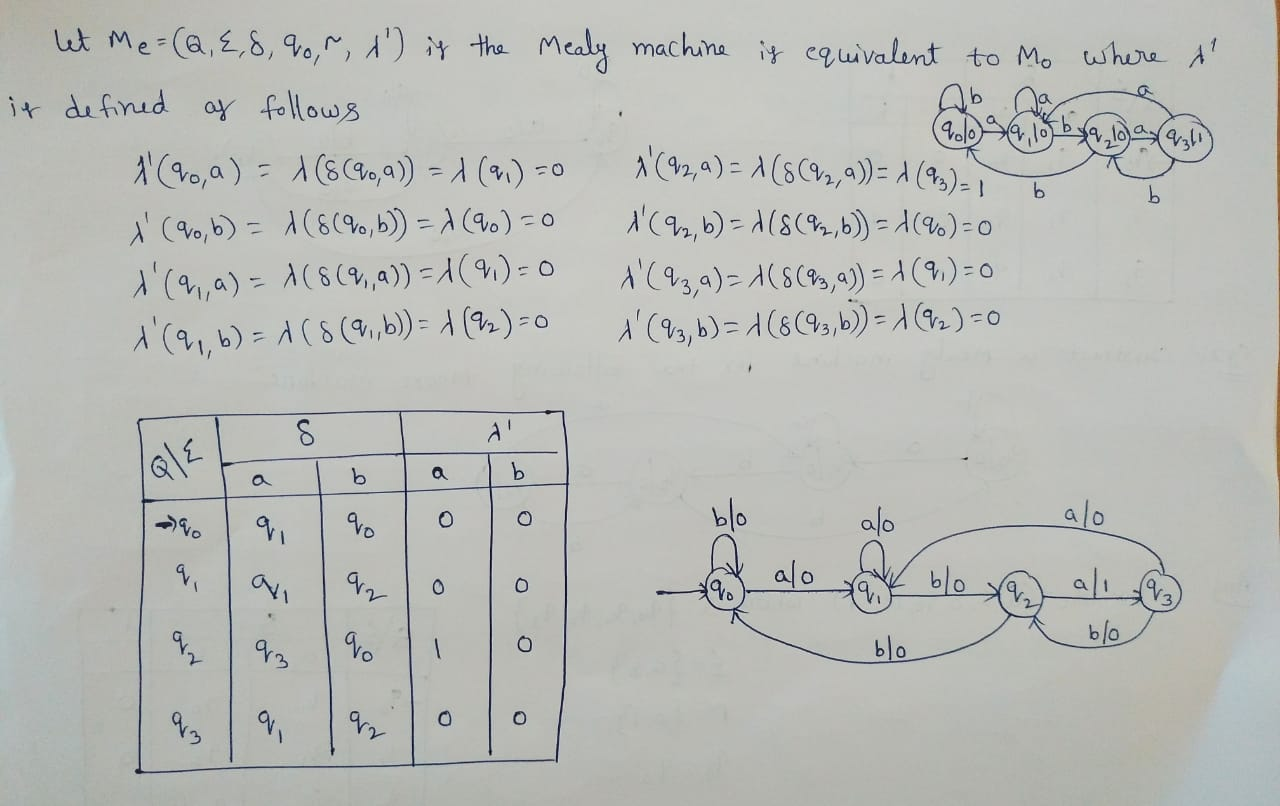 Let Me = (Q, Σ, δ, q₀, ~, λ') is the Mealy machine is equivalent to Mo where λ'
is defined as follows
b a a
q₀|0 a q₁|0 b q₂|0 a q₃|1
b b
λ'(q₀,a) = λ(δ(q₀,a)) = λ(q₁) = 0
λ'(q₀,b) = λ(δ(q₀,b)) = λ(q₀) = 0
λ'(q₁,a) = λ(δ(q₁,a)) = λ(q₁) = 0
λ'(q₁,b) = λ(δ(q₁,b)) = λ(q₂) = 0
λ'(q₂,a) = λ(δ(q₂,a)) = λ(q₃) = 1
λ'(q₂,b) = λ(δ(q₂,b)) = λ(q₀) = 0
λ'(q₃,a) = λ(δ(q₃,a)) = λ(q₁) = 0
λ'(q₃,b) = λ(δ(q₃,b)) = λ(q₂) = 0
Q\Σ δ λ'
a b a b
→q₀ q₁ q₀ 0 0
q₁ q₁ q₂ 0 0
q₂ q₃ q₀ 1 0
q₃ q₁ q₂ 0 0
b|0 a|0 a|0
q₀ a|0 q₁ b|0 q₂ a|1 q₃
b|0 b|0